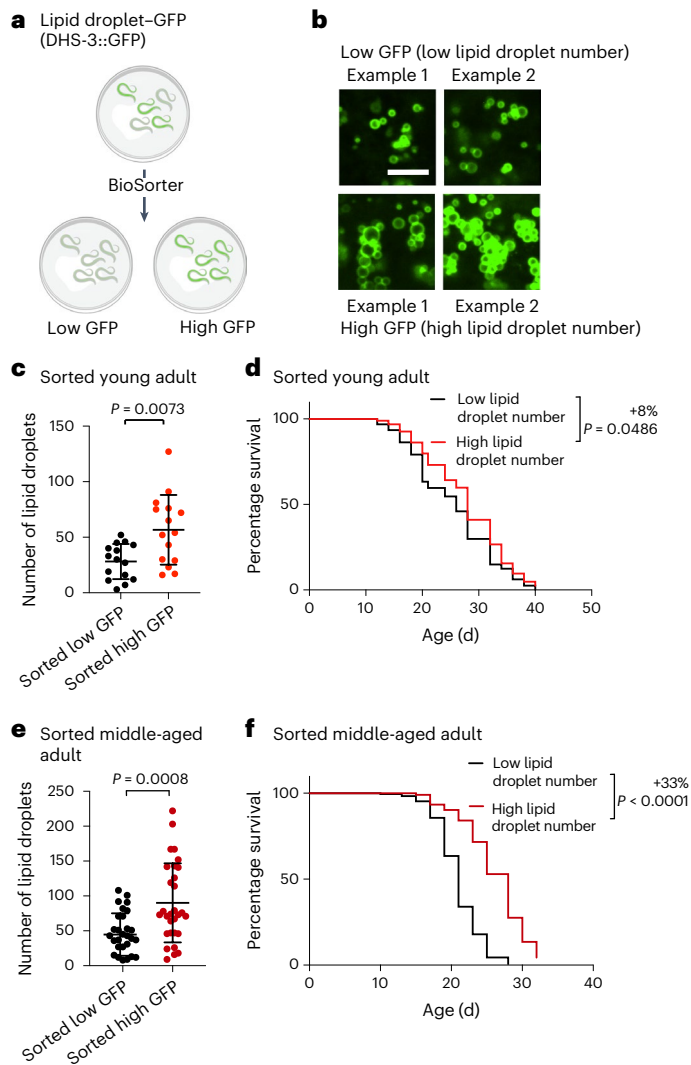 a
Lipid droplet–GFP
(DHS-3::GFP)
BioSorter
Low GFP
High GFP
b
Low GFP (low lipid droplet number)
Example 1
Example 2
Example 1
Example 2
High GFP (high lipid droplet number)
c
Sorted young adult
P = 0.0073
Number of lipid droplets
150
100
50
0
Sorted low GFP
Sorted high GFP
d
Sorted young adult
Low lipid
droplet number
High lipid
droplet number
+8%
P = 0.0486
Percentage survival
100
50
0
0
10
20
30
40
50
Age (d)
e
Sorted middle-aged
adult
P = 0.0008
Number of lipid droplets
250
200
150
100
50
0
Sorted low GFP
Sorted high GFP
f
Sorted middle-aged adult
Low lipid
droplet number
High lipid
droplet number
+33%
P < 0.0001
Percentage survival
100
50
0
0
10
20
30
40
Age (d)